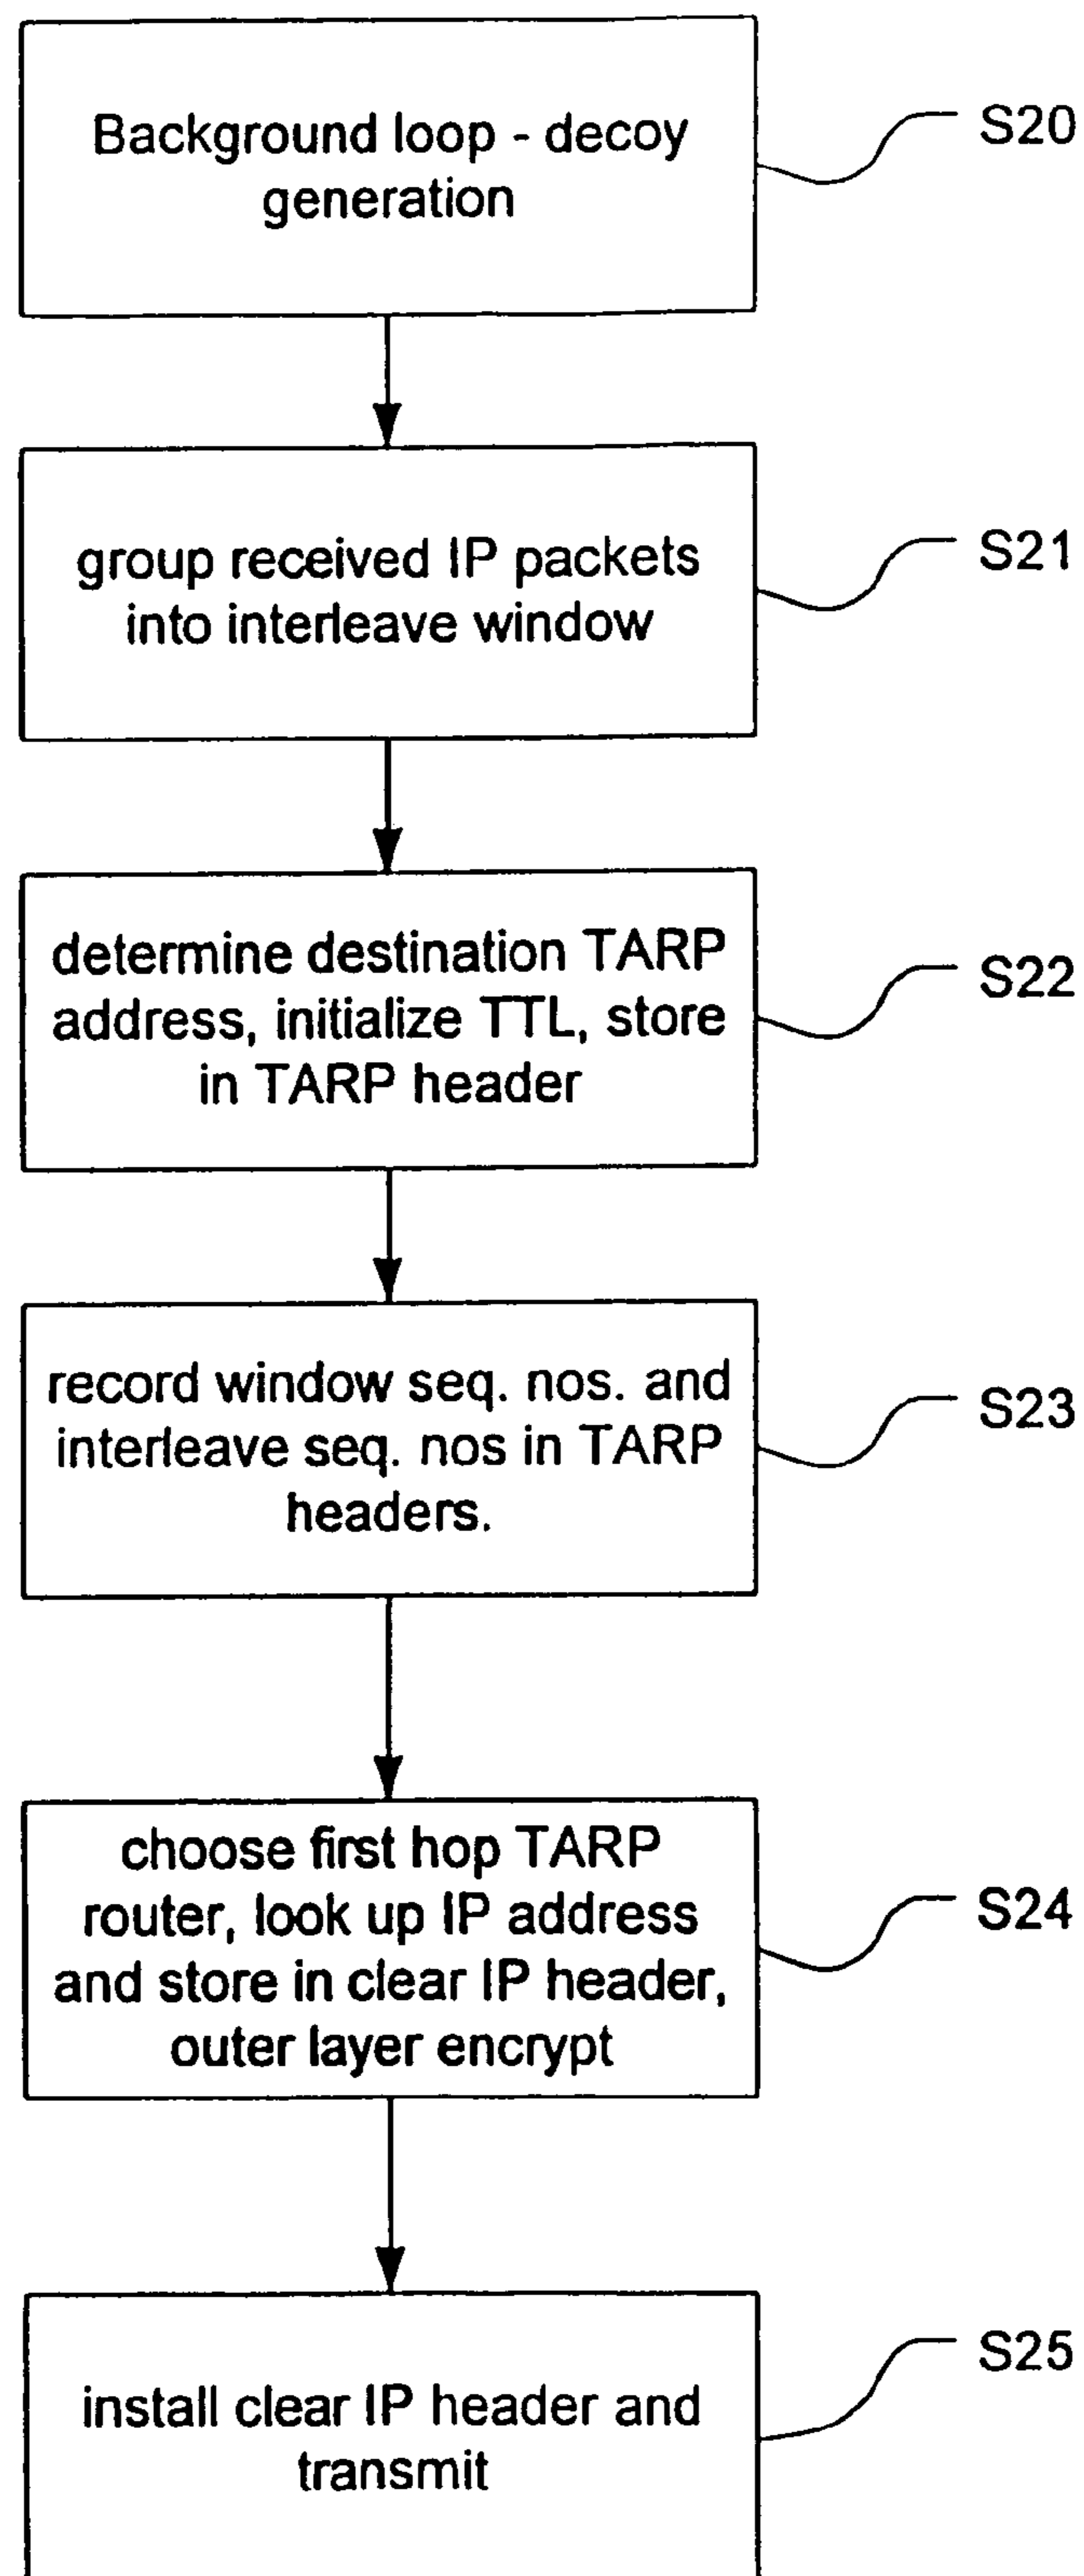 Background loop - decoy
generation
S20
group received IP packets
into interleave window
S21
determine destination TARP
address, initialize TTL, store
in TARP header
S22
record window seq. nos. and
interleave seq. nos in TARP
headers.
S23
choose first hop TARP
router, look up IP address
and store in clear IP header,
outer layer encrypt
S24
install clear IP header and
transmit
S25